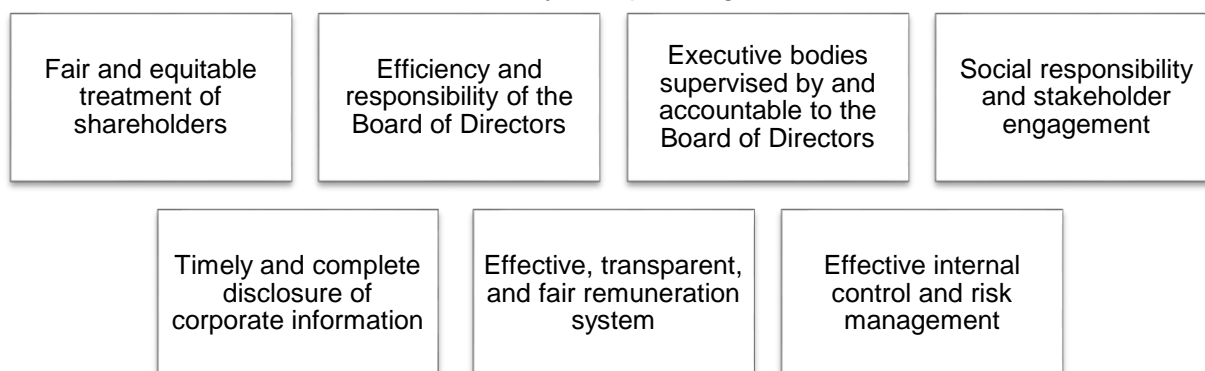 Fair and equitable
treatment of
shareholders
Efficiency and
responsibility of the
Board of Directors
Executive bodies
supervised by and
accountable to the
Board of Directors
Social responsibility
and stakeholder
engagement
Timely and complete
disclosure of
corporate information
Effective, transparent,
and fair remuneration
system
Effective internal
control and risk
management